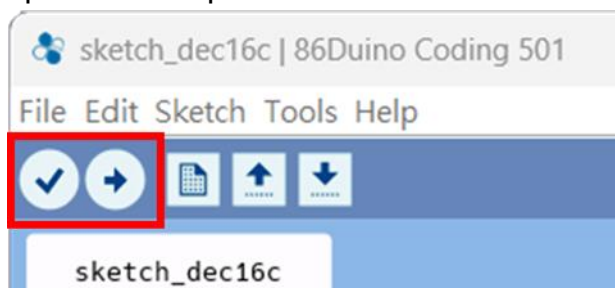 sketch_dec16c | 86Duino Coding 501
File Edit Sketch Tools Help
sketch_dec16c